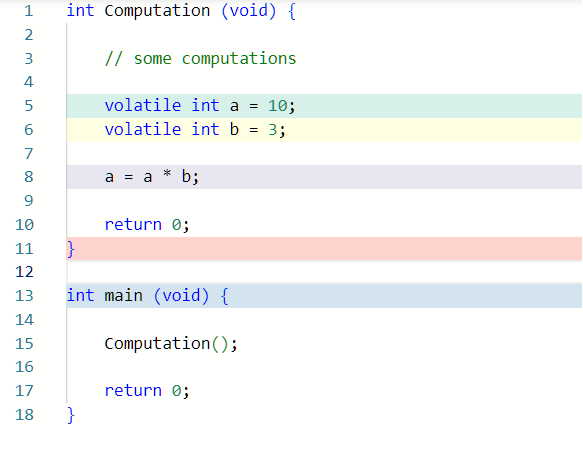 1 int Computation (void) {
2
3 // some computations
4
5 volatile int a = 10;
6 volatile int b = 3;
7
8 a = a * b;
9
10 return 0;
11 }
12
13 int main (void) {
14
15 Computation();
16
17 return 0;
18 }